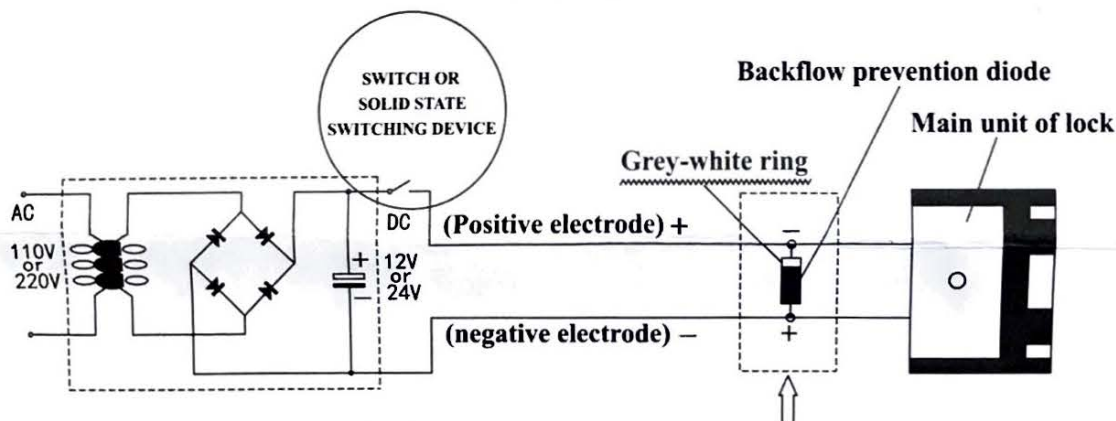 SWITCH OR
SOLID STATE
SWITCHING DEVICE
Backflow prevention diode
Main unit of lock
Grey-white ring
AC
DC
(Positive electrode) +
−
110V
or
220V
+
−
12V
or
24V
(negative electrode) −
+